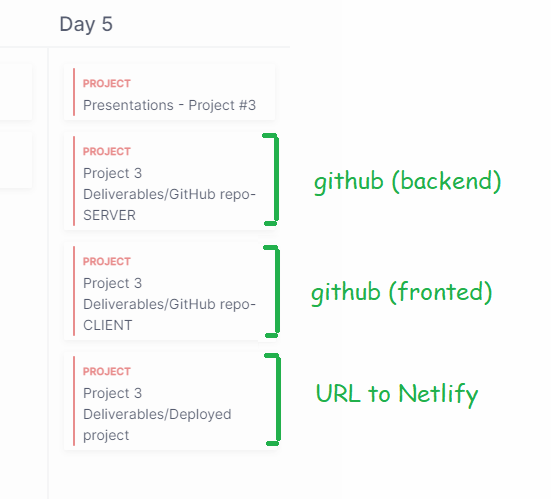 Day 5
PROJECT
Presentations - Project #3
PROJECT
Project 3
Deliverables/GitHub repo-
SERVER
github (backend)
PROJECT
Project 3
Deliverables/GitHub repo-
CLIENT
github (fronted)
PROJECT
Project 3
Deliverables/Deployed
project
URL to Netlify